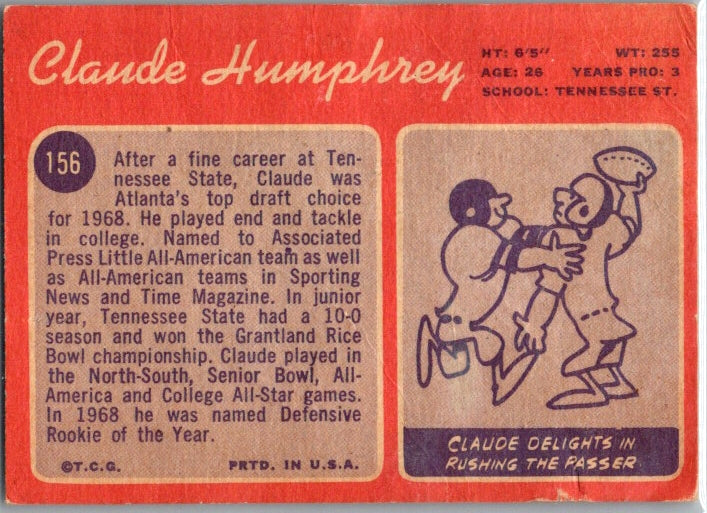 Claude Humphrey
HT: 6'5" WT: 255
AGE: 26 YEARS PRO: 3
SCHOOL: TENNESSEE ST.
156
After a fine career at Ten-
nessee State, Claude was
Atlanta's top draft choice
for 1968. He played end and tackle
in college. Named to Associated
Press Little All-American team as well
as All-American teams in Sporting
News and Time Magazine. In junior
year, Tennessee State had a 10-0
season and won the Grantland Rice
Bowl championship. Claude played in
the North-South, Senior Bowl, All-
America and College All-Star games.
In 1968 he was named Defensive
Rookie of the Year.
©T.C.G. PRTD. IN U.S.A.
CLAUDE DELIGHTS IN
RUSHING THE PASSER